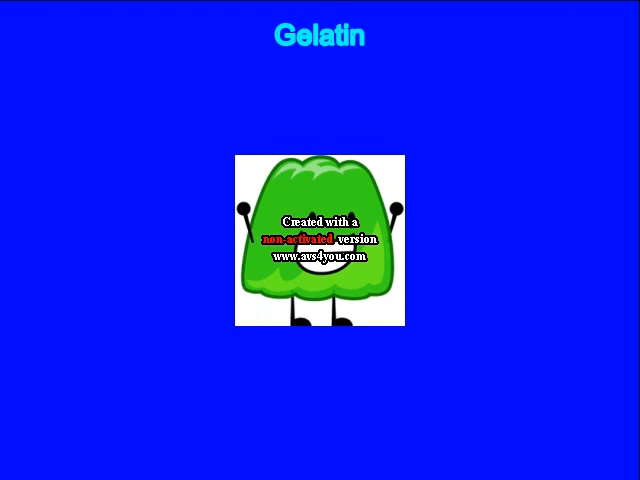 Gelatin
Created with a
non-activated version
www.avs4you.com